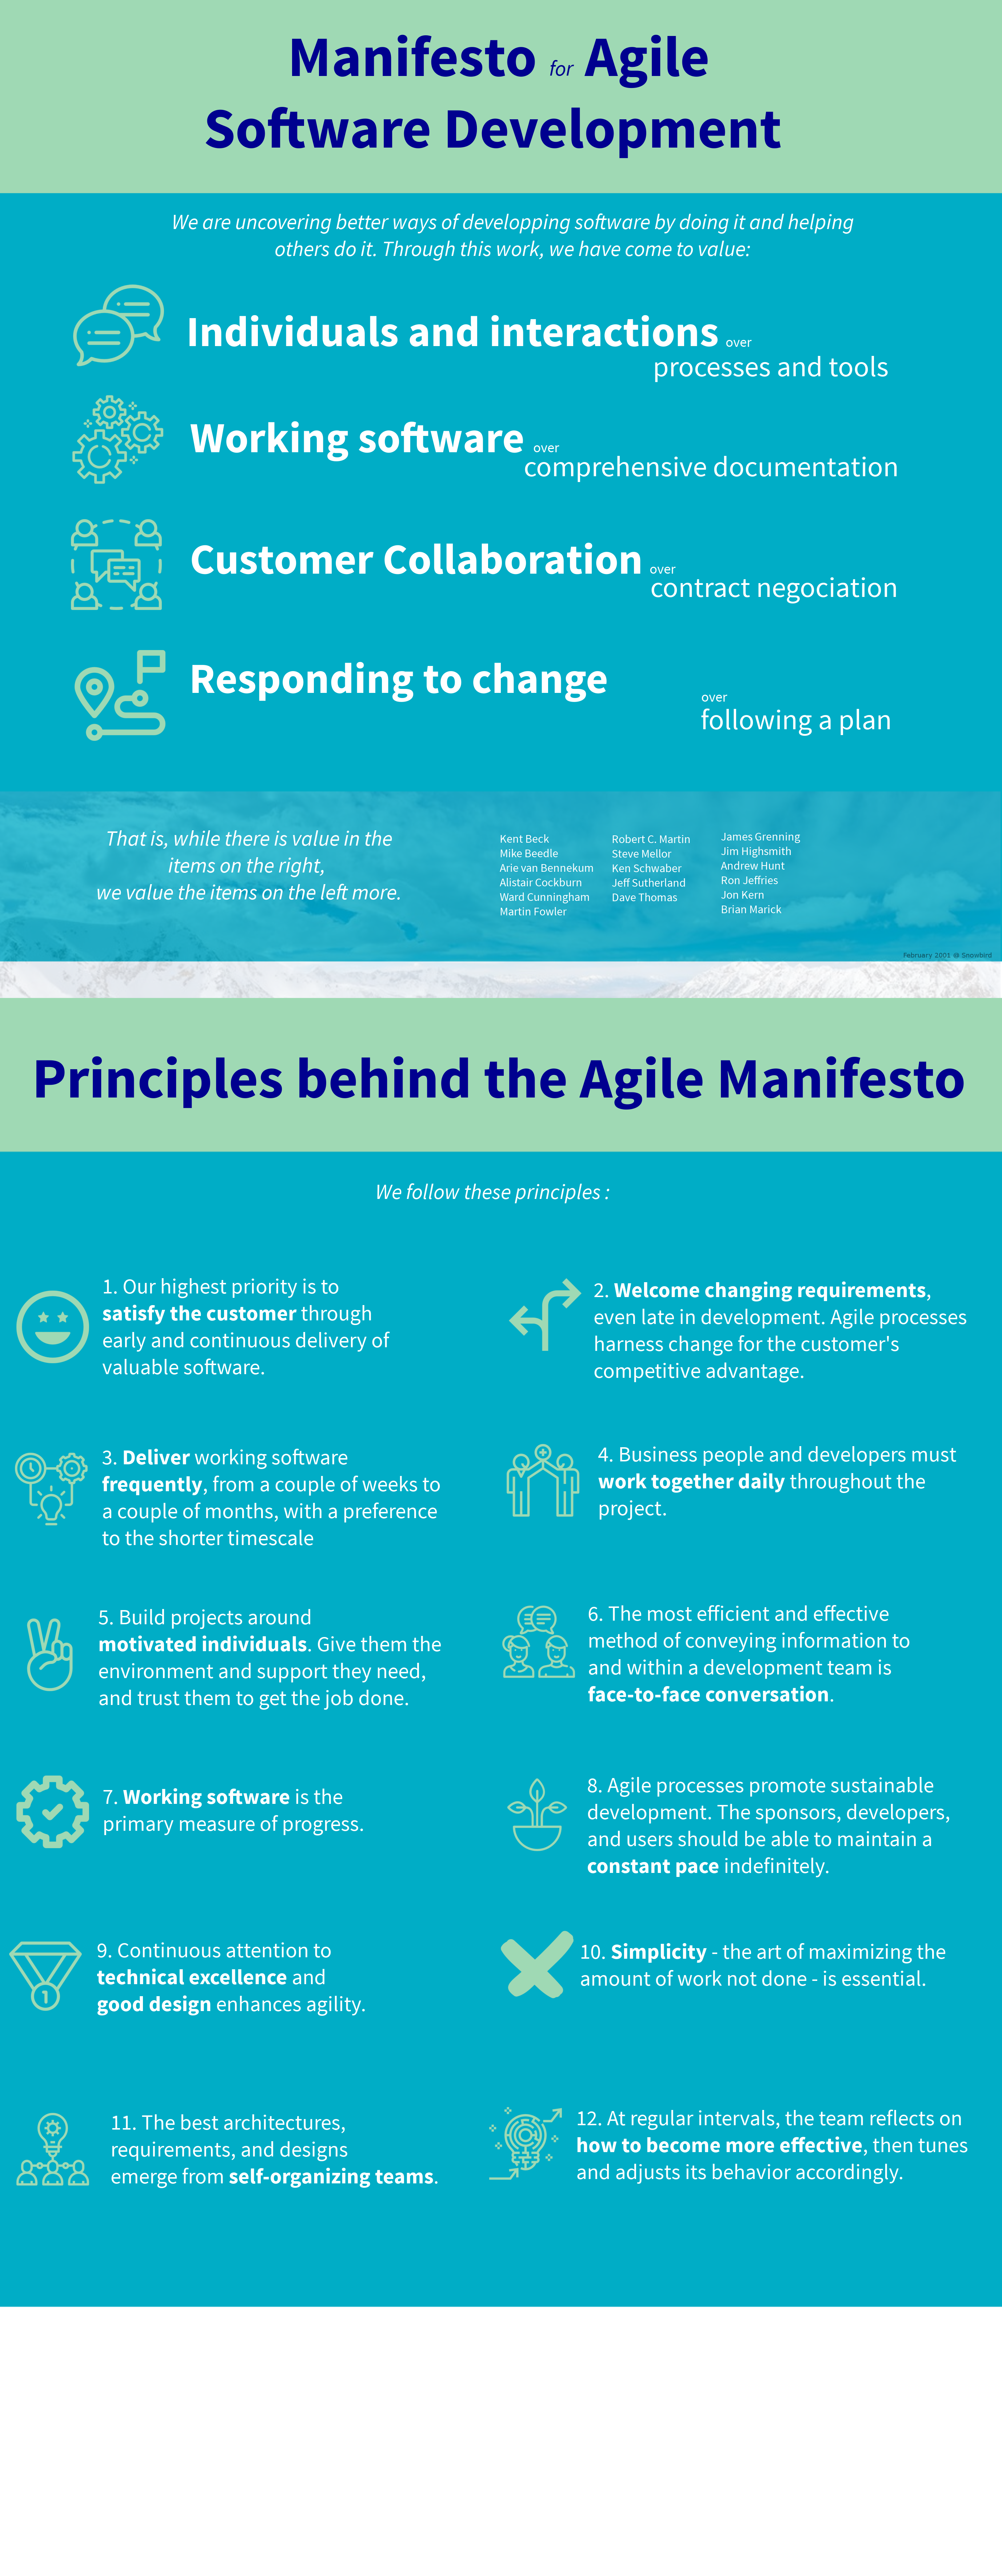 Manifesto for Agile
Software Development
We are uncovering better ways of developping software by doing it and helping
others do it. Through this work, we have come to value:
Individuals and interactions over
processes and tools
Working software over
comprehensive documentation
Customer Collaboration over
contract negociation
Responding to change
over
following a plan
That is, while there is value in the
items on the right,
we value the items on the left more.
Kent Beck
Mike Beedle
Arie van Bennekum
Alistair Cockburn
Ward Cunningham
Martin Fowler
Robert C. Martin
Steve Mellor
Ken Schwaber
Jeff Sutherland
Dave Thomas
James Grenning
Jim Highsmith
Andrew Hunt
Ron Jeffries
Jon Kern
Brian Marick
February 2001 @ Snowbird
Principles behind the Agile Manifesto
We follow these principles :
1. Our highest priority is to
satisfy the customer through
early and continuous delivery of
valuable software.
2. Welcome changing requirements,
even late in development. Agile processes
harness change for the customer's
competitive advantage.
3. Deliver working software
frequently, from a couple of weeks to
a couple of months, with a preference
to the shorter timescale
4. Business people and developers must
work together daily throughout the
project.
5. Build projects around
motivated individuals. Give them the
environment and support they need,
and trust them to get the job done.
6. The most efficient and effective
method of conveying information to
and within a development team is
face-to-face conversation.
7. Working software is the
primary measure of progress.
8. Agile processes promote sustainable
development. The sponsors, developers,
and users should be able to maintain a
constant pace indefinitely.
9. Continuous attention to
technical excellence and
good design enhances agility.
1
10. Simplicity - the art of maximizing the
amount of work not done - is essential.
11. The best architectures,
requirements, and designs
emerge from self-organizing teams.
12. At regular intervals, the team reflects on
how to become more effective, then tunes
and adjusts its behavior accordingly.